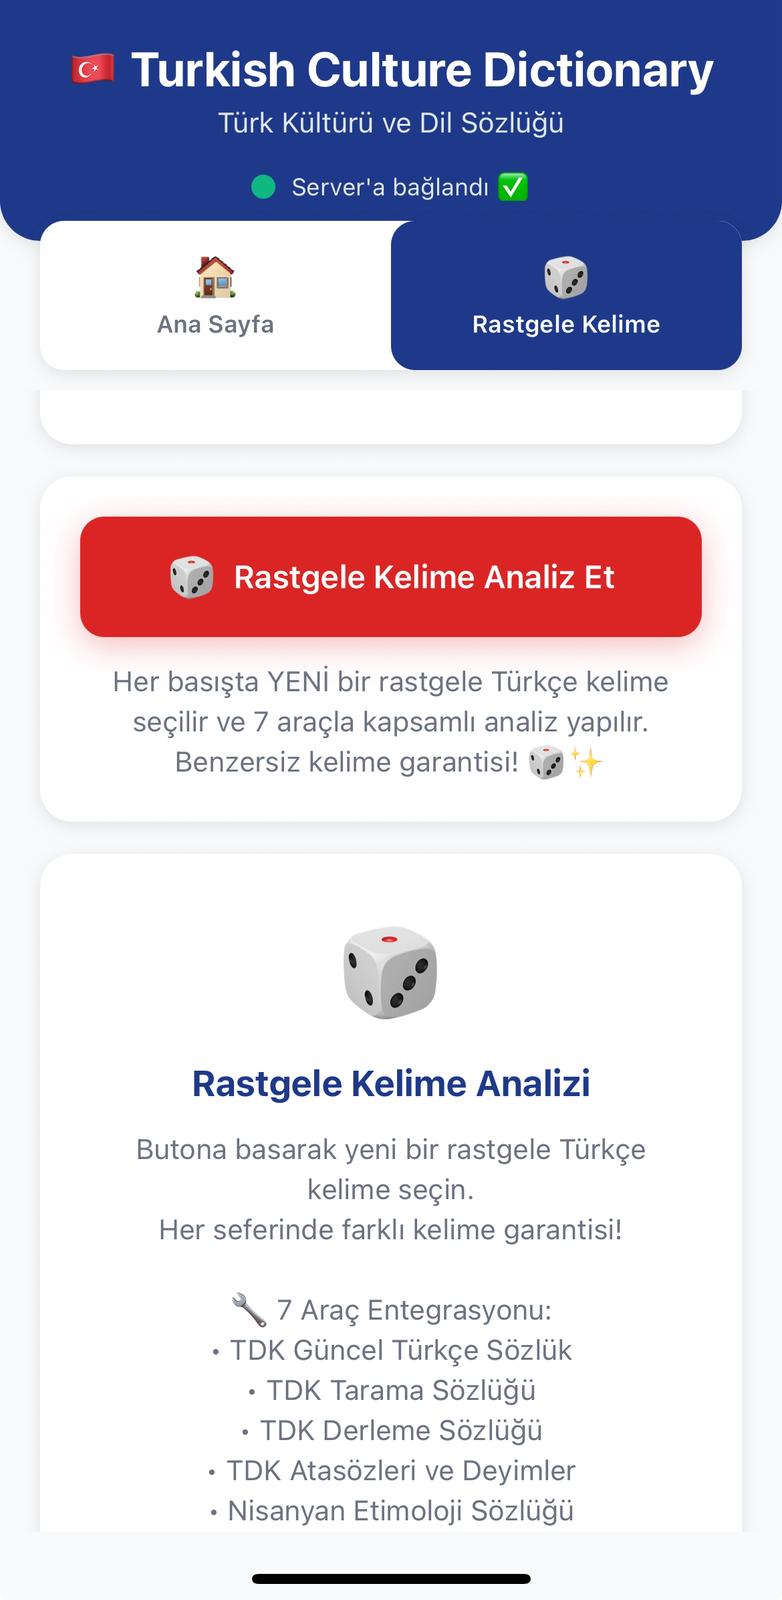 🇹🇷 Turkish Culture Dictionary
Türk Kültürü ve Dil Sözlüğü
Server'a bağlandı ✅
🏠
Ana Sayfa
🎲
Rastgele Kelime
🎲 Rastgele Kelime Analiz Et
Her basışta YENİ bir rastgele Türkçe kelime
seçilir ve 7 araçla kapsamlı analiz yapılır.
Benzersiz kelime garantisi! 🎲✨
🎲
Rastgele Kelime Analizi
Butona basarak yeni bir rastgele Türkçe
kelime seçin.
Her seferinde farklı kelime garantisi!
🔧 7 Araç Entegrasyonu:
• TDK Güncel Türkçe Sözlük
• TDK Tarama Sözlüğü
• TDK Derleme Sözlüğü
• TDK Atasözleri ve Deyimler
• Nisanyan Etimoloji Sözlüğü